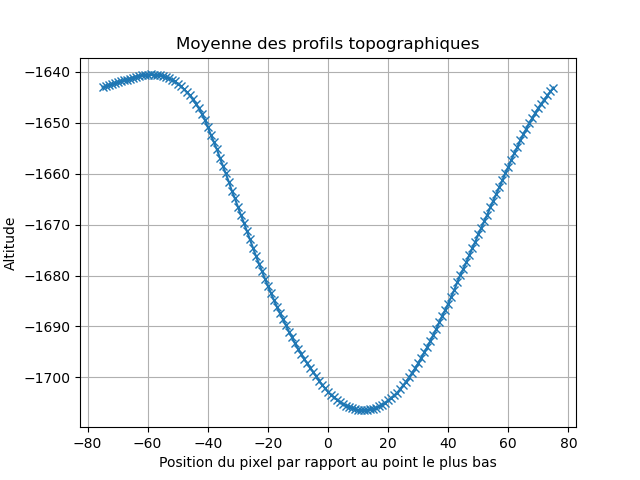 Moyenne des profils topographiques
Altitude
−1640
−1650
−1660
−1670
−1680
−1690
−1700
−80 −60 −40 −20 0 20 40 60 80
Position du pixel par rapport au point le plus bas